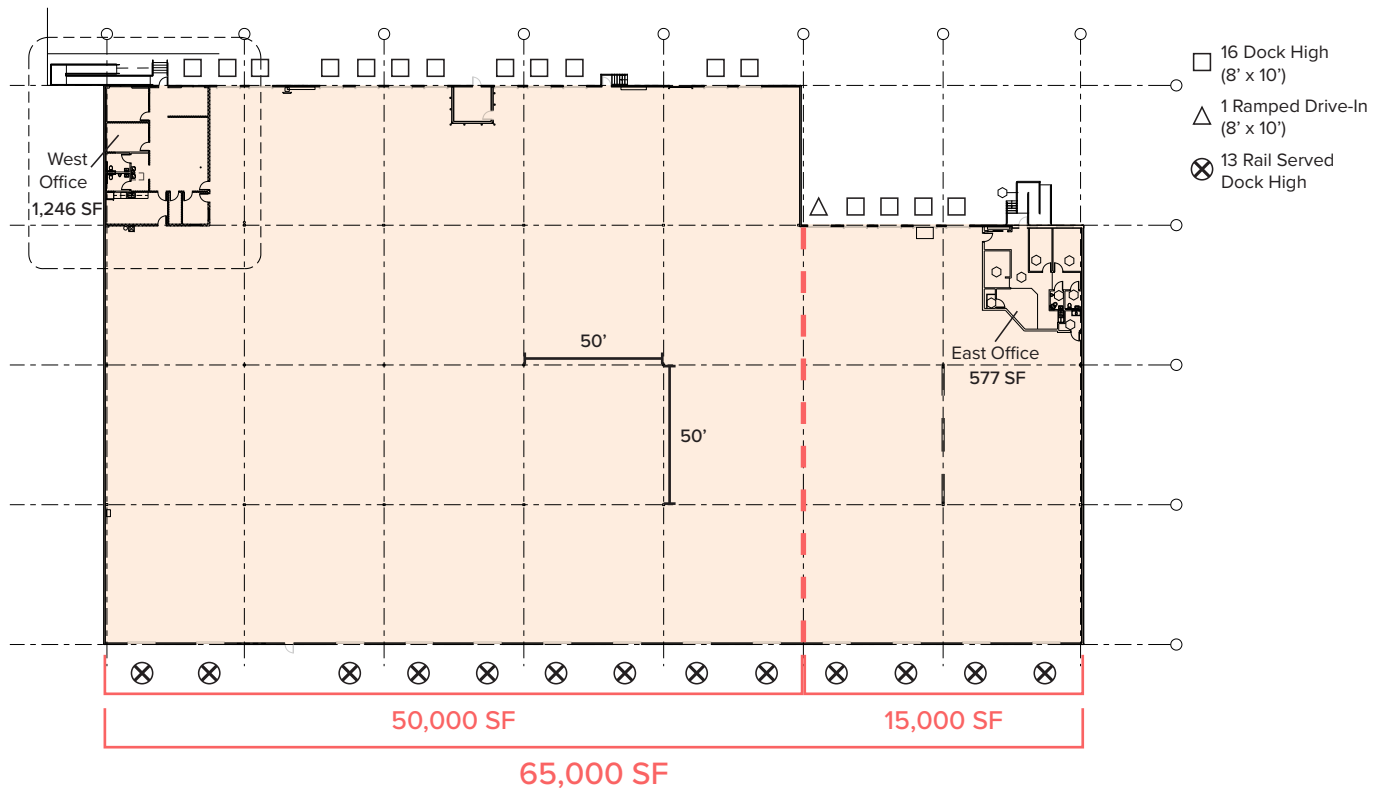 16 Dock High
(8’ x 10’)
1 Ramped Drive-In
(8’ x 10’)
13 Rail Served
Dock High
West
Office
1,246 SF
50’
50’
East Office
577 SF
50,000 SF
15,000 SF
65,000 SF